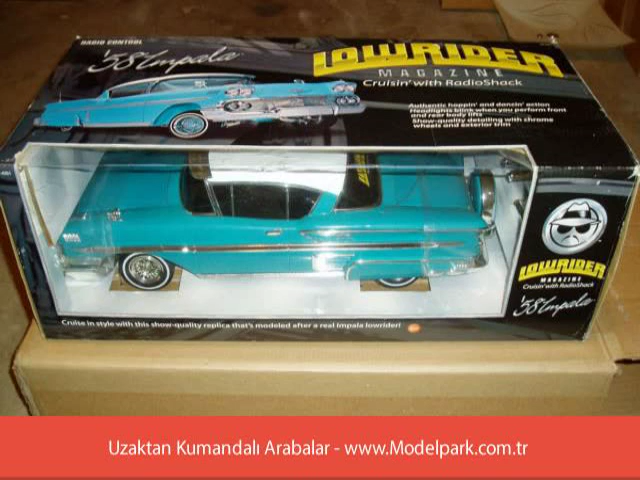 RADIO CONTROL
'58 Impala
LOWRIDER
MAGAZINE
Cruisin' with RadioShack
Authentic hoppin' and dancin' action
Headlights blink when you perform front
and rear body lifts
Show-quality detailing with chrome
wheels and exterior trim
LOWRIDER
MAGAZINE
Cruisin' with RadioShack
'58 Impala
Cruise in style with this show-quality replica that's modeled after a real Impala lowrider!
Uzaktan Kumandalı Arabalar - www.Modelpark.com.tr